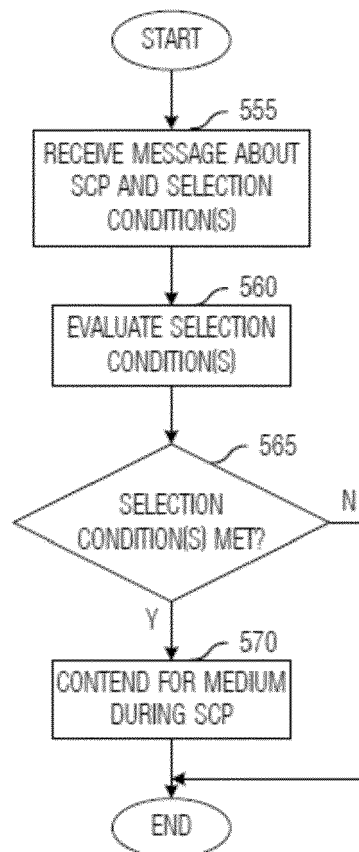 START
555
RECEIVE MESSAGE ABOUT
SCP AND SELECTION
CONDITION(S)
560
EVALUATE SELECTION
CONDITION(S)
565
SELECTION
CONDITION(S) MET?
N
Y
570
CONTEND FOR MEDIUM
DURING SCP
END